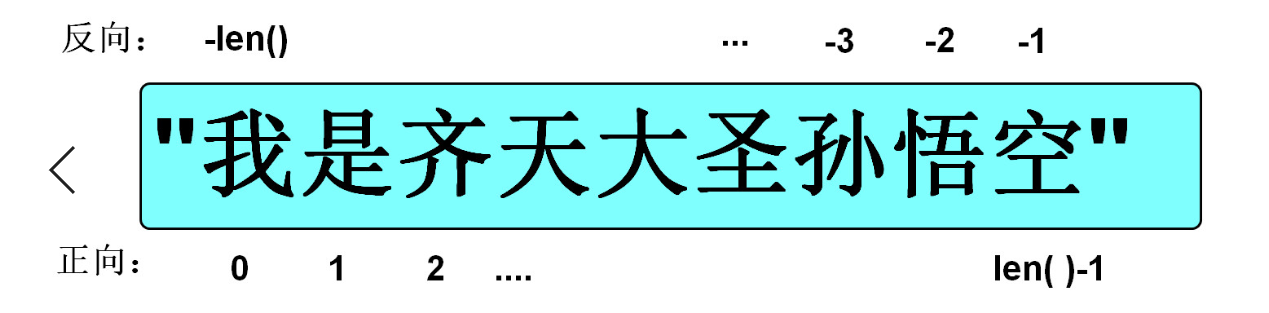 反向： -len() ... -3 -2 -1
"我是齐天大圣孙悟空"
正向： 0 1 2 .... len( )-1